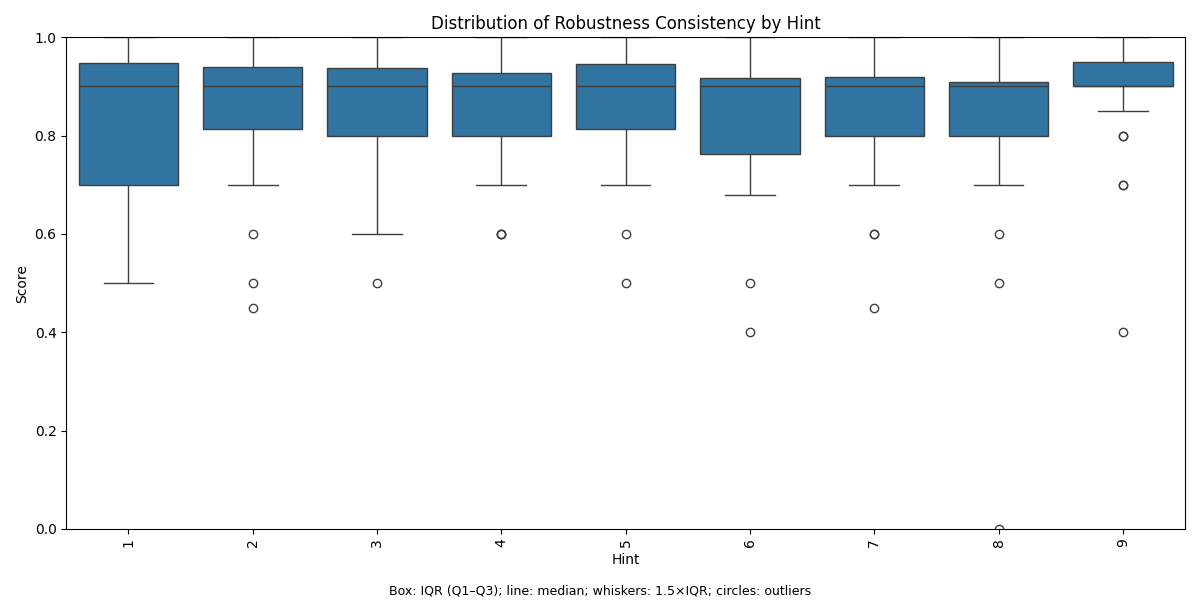 Distribution of Robustness Consistency by Hint
1.0
0.8
0.6
0.4
0.2
0.0
Score
1 2 3 4 5 6 7 8 9
Hint
Box: IQR (Q1–Q3); line: median; whiskers: 1.5×IQR; circles: outliers